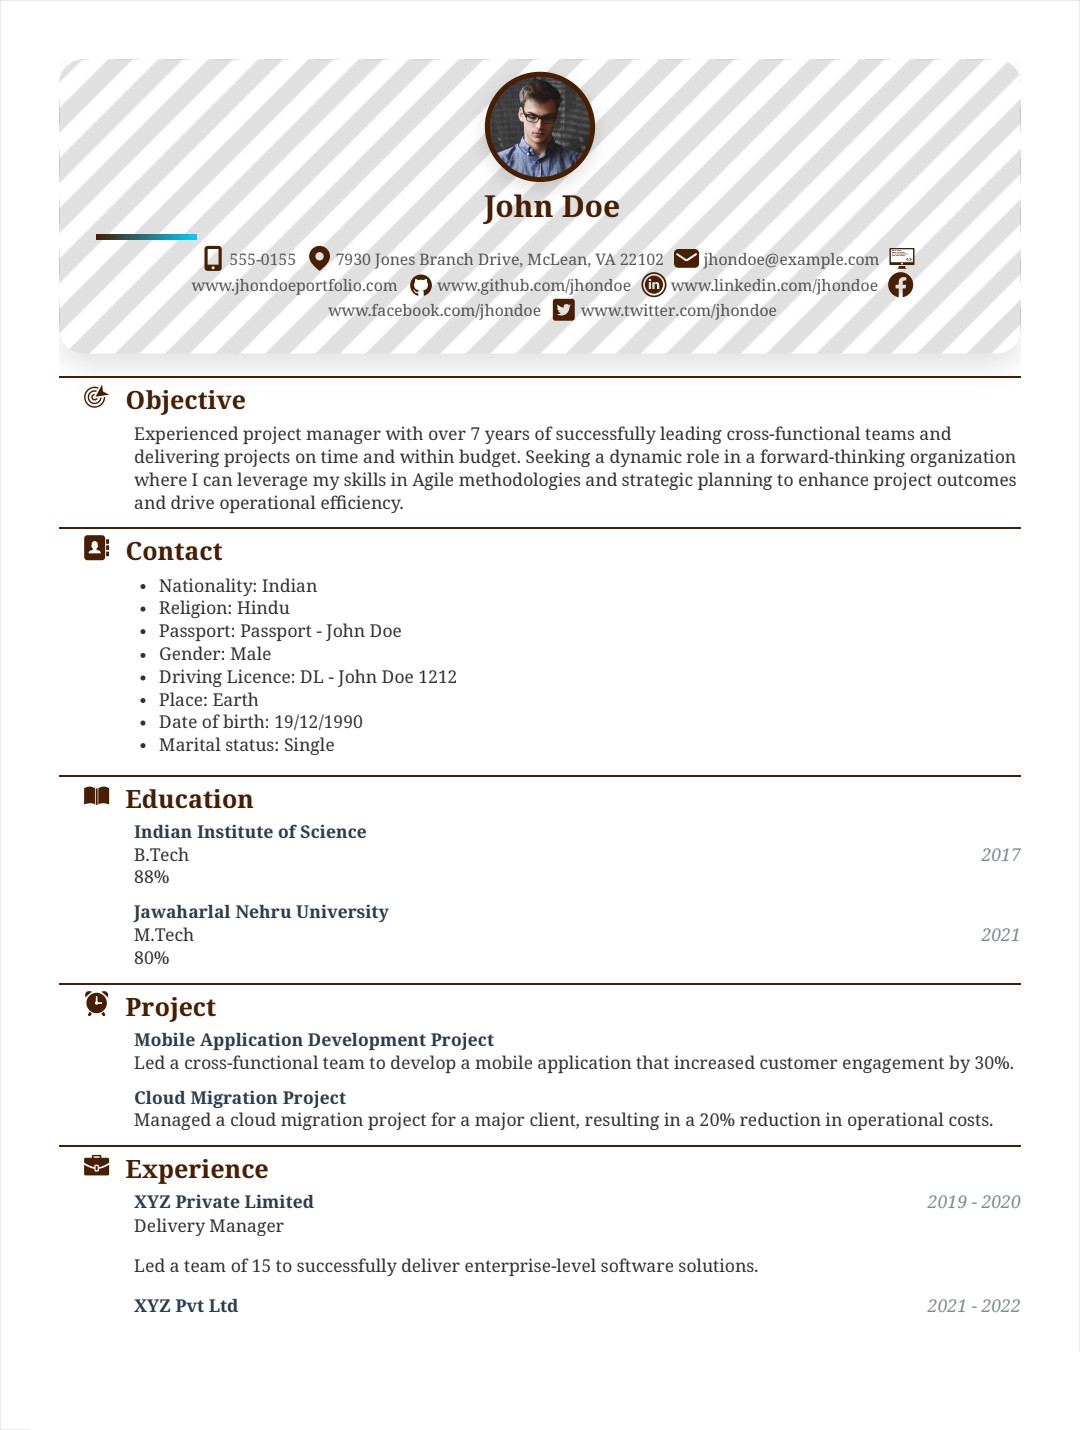 John Doe
555-0155 7930 Jones Branch Drive, McLean, VA 22102 jhondoe@example.com
www.jhondoeportfolio.com www.github.com/jhondoe www.linkedin.com/jhondoe
www.facebook.com/jhondoe www.twitter.com/jhondoe
Objective
Experienced project manager with over 7 years of successfully leading cross-functional teams and
delivering projects on time and within budget. Seeking a dynamic role in a forward-thinking organization
where I can leverage my skills in Agile methodologies and strategic planning to enhance project outcomes
and drive operational efficiency.
Contact
• Nationality: Indian
• Religion: Hindu
• Passport: Passport - John Doe
• Gender: Male
• Driving Licence: DL - John Doe 1212
• Place: Earth
• Date of birth: 19/12/1990
• Marital status: Single
Education
Indian Institute of Science
B.Tech 2017
88%
Jawaharlal Nehru University
M.Tech 2021
80%
Project
Mobile Application Development Project
Led a cross-functional team to develop a mobile application that increased customer engagement by 30%.
Cloud Migration Project
Managed a cloud migration project for a major client, resulting in a 20% reduction in operational costs.
Experience
XYZ Private Limited 2019 - 2020
Delivery Manager
Led a team of 15 to successfully deliver enterprise-level software solutions.
XYZ Pvt Ltd 2021 - 2022